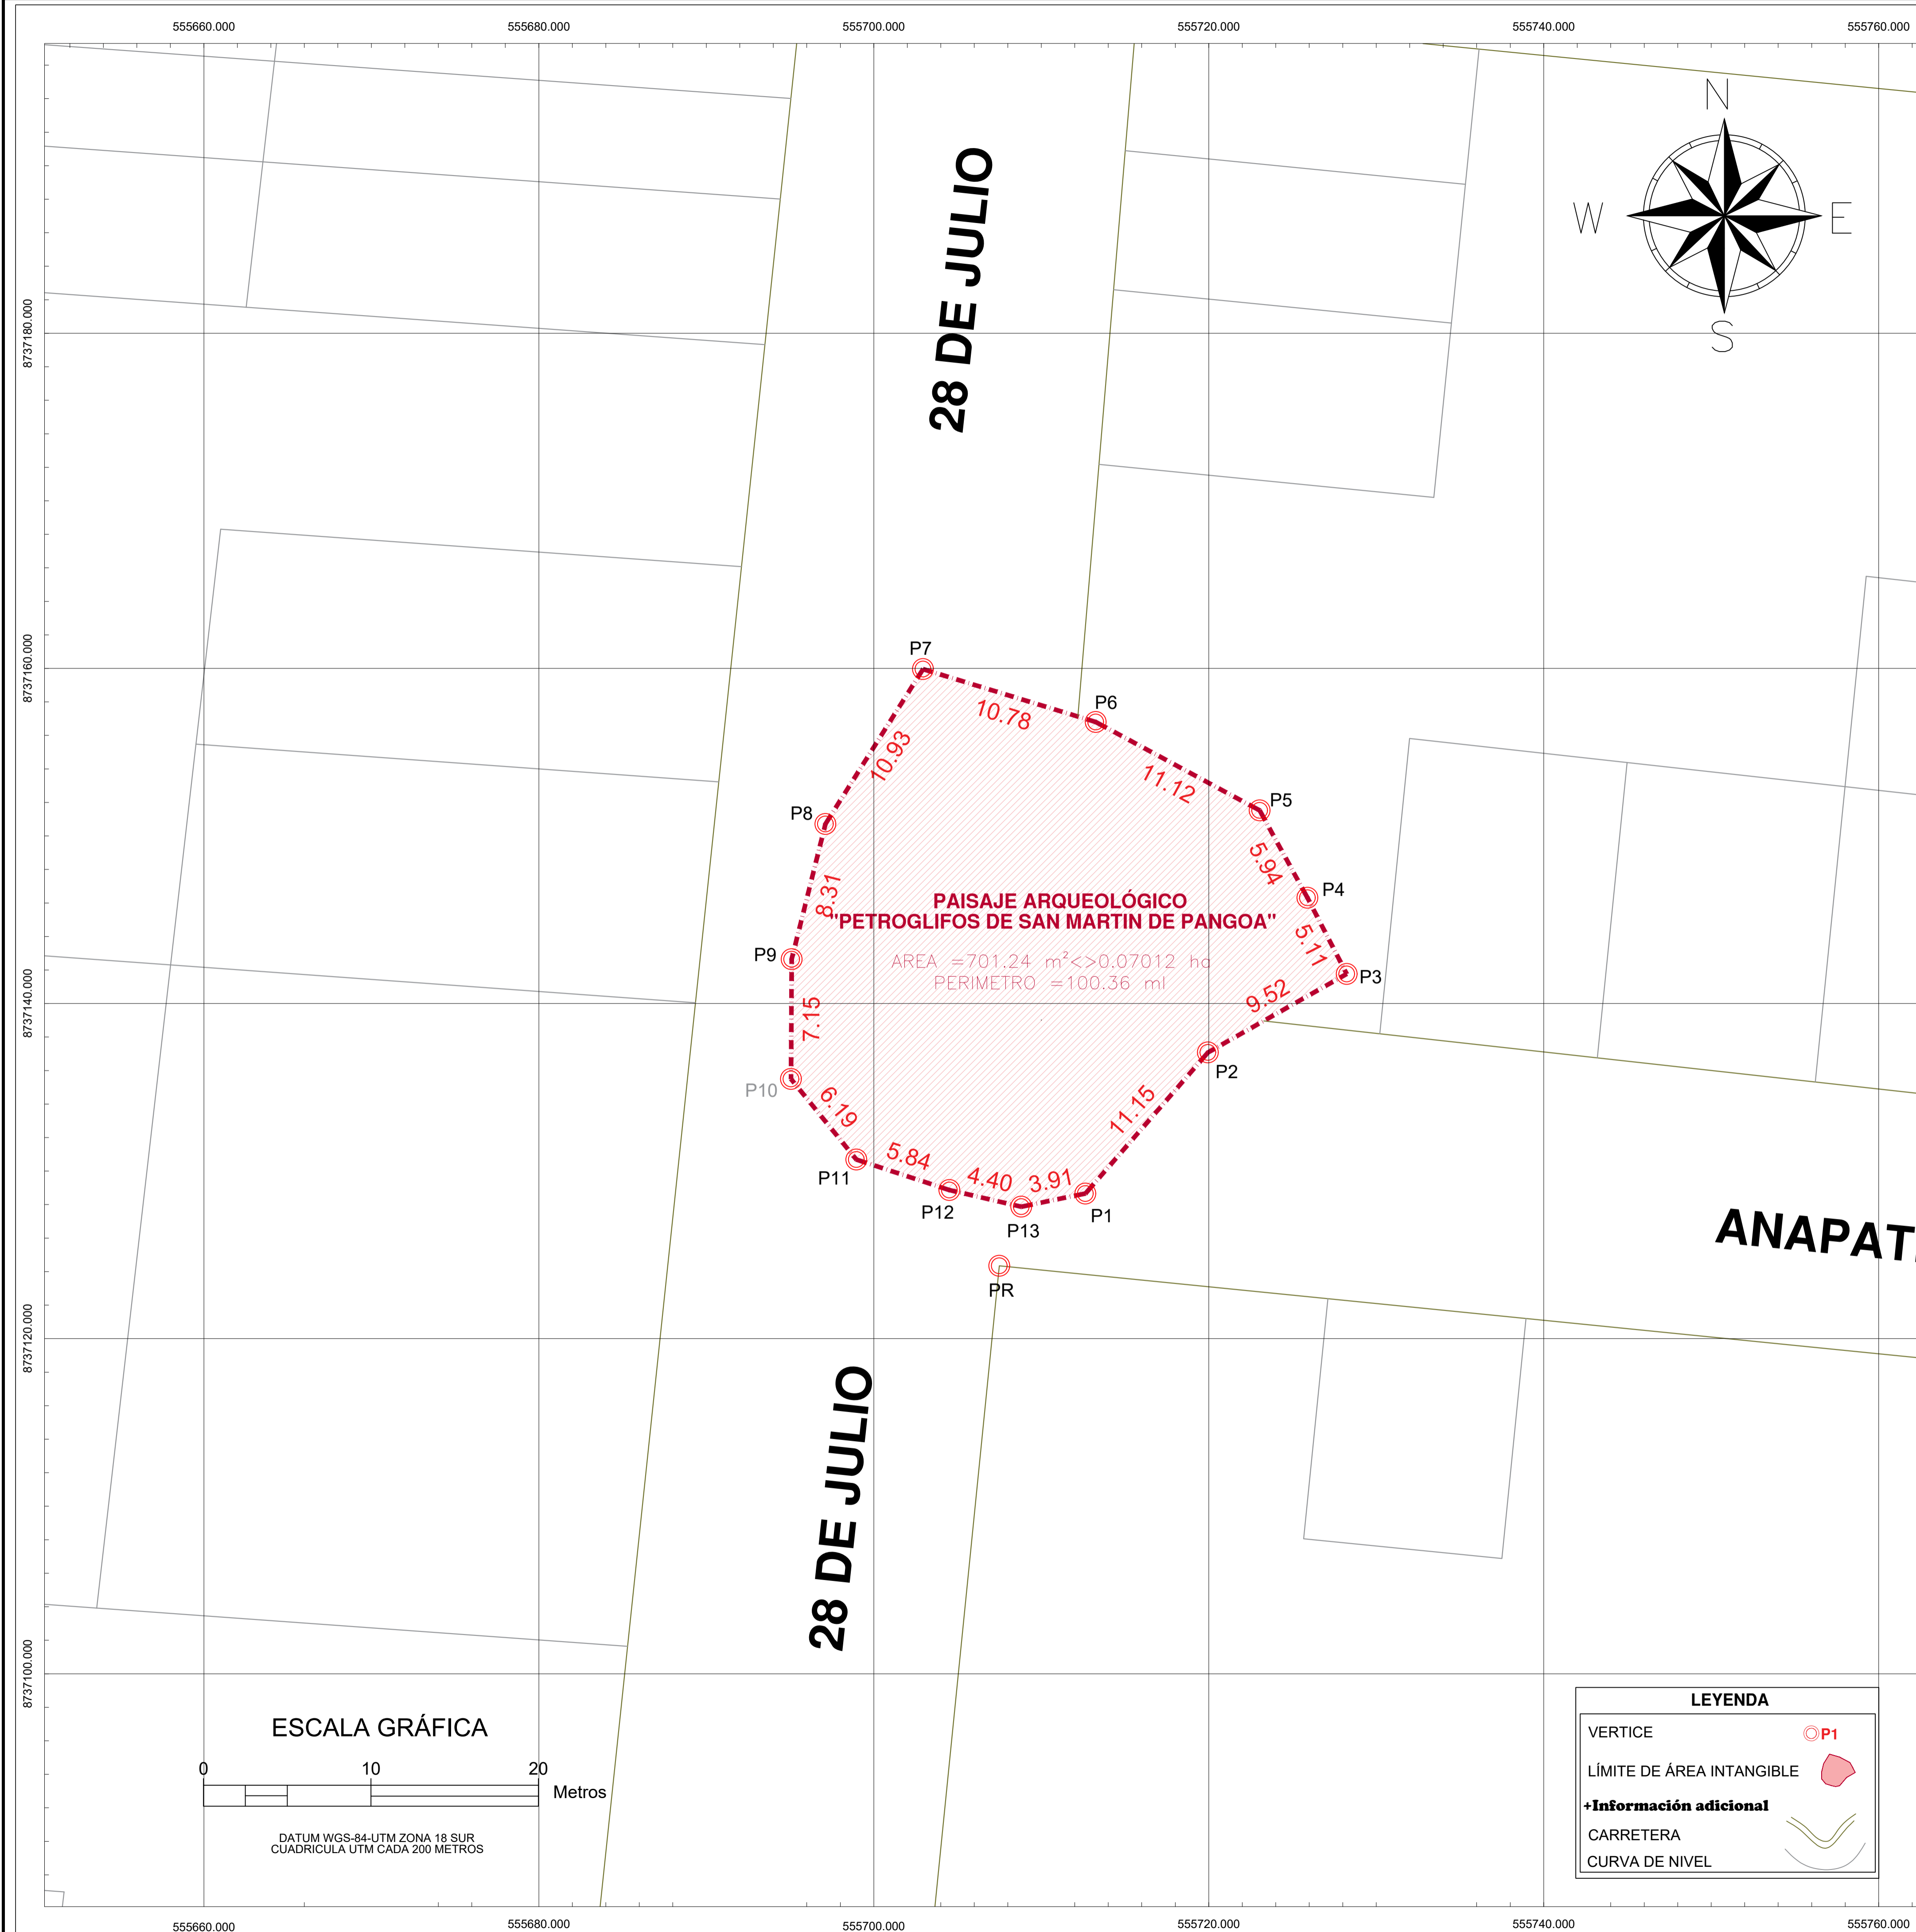 555660.000
555680.000
555700.000
555720.000
555740.000
555760.000
N
W
E
S
8737180.000
8737160.000
8737140.000
8737120.000
8737100.000
28 DE JULIO
P7
10.78
P6
10.93
11.12
P5
P8
5.94
P4
8.31
PAISAJE ARQUEOLÓGICO
"PETROGLIFOS DE SAN MARTIN DE PANGOA"
5.11
P9
AREA =701.24 m²<>0.07012 ha
PERIMETRO =100.36 ml
P3
9.52
7.15
P2
P10
6.19
11.15
5.84
P11
4.40
3.91
P12
P13
P1
PR
ANAPAT
28 DE JULIO
ESCALA GRÁFICA
0 10 20
Metros
DATUM WGS-84-UTM ZONA 18 SUR
CUADRICULA UTM CADA 200 METROS
LEYENDA
VERTICE P1
LÍMITE DE ÁREA INTANGIBLE
+Información adicional
CARRETERA
CURVA DE NIVEL
555660.000
555680.000
555700.000
555720.000
555740.000
555760.000